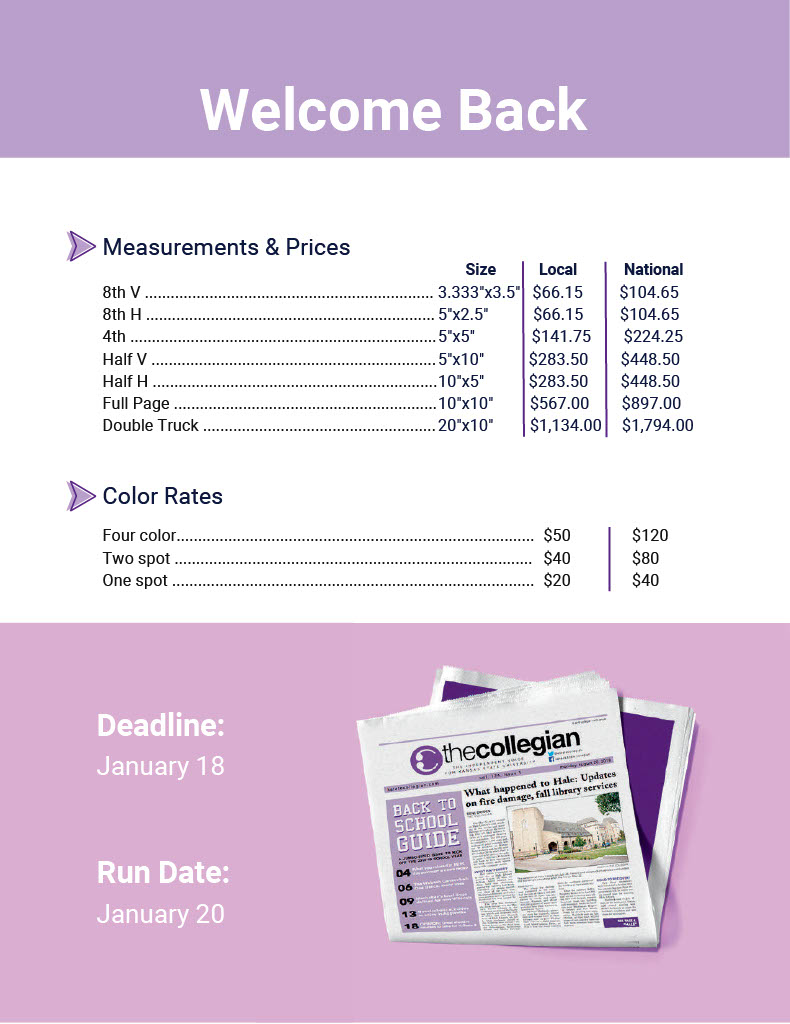 Welcome Back
Measurements & Prices
Size Local National
8th V ................................................................. 3.333"x3.5" $66.15 $104.65
8th H ................................................................. 5"x2.5" $66.15 $104.65
4th ..................................................................... 5"x5" $141.75 $224.25
Half V ................................................................ 5"x10" $283.50 $448.50
Half H ................................................................ 10"x5" $283.50 $448.50
Full Page ........................................................... 10"x10" $567.00 $897.00
Double Truck .................................................... 20"x10" $1,134.00 $1,794.00
Color Rates
Four color................................................................................ $50 $120
Two spot ................................................................................ $40 $80
One spot ................................................................................. $20 $40
Deadline:
January 18
Run Date:
January 20
thecollegian
THE INDEPENDENT VOICE
FOR KANSAS STATE UNIVERSITY
What happened to Hale: Updates
on fire damage, fall library services
BACK TO
SCHOOL
GUIDE
04
06
09
13
18